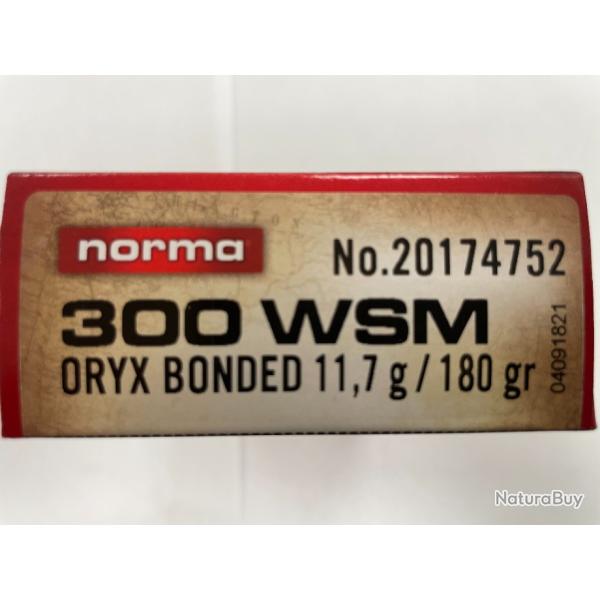 norma
No.20174752
300 WSM
ORYX BONDED 11,7 g / 180 gr
04091821
NaturaBuy